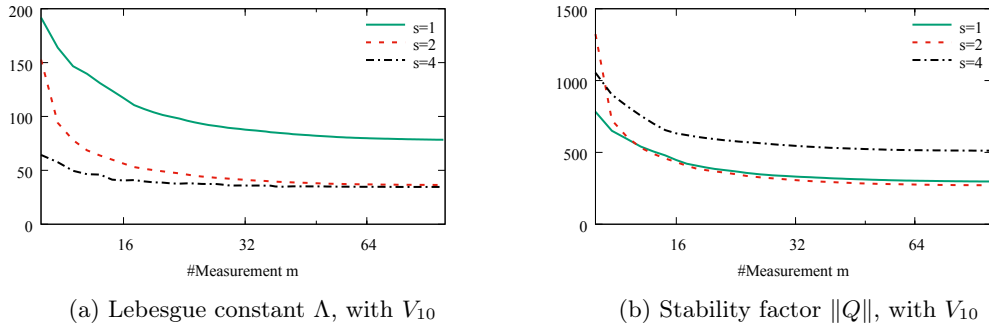 200
150
100
50
0
16
32
64
s=1
s=2
s=4
#Measurement m
(a) Lebesgue constant Λ, with V10
1500
1000
500
0
16
32
64
s=1
s=2
s=4
#Measurement m
(b) Stability factor ∥Q∥, with V10